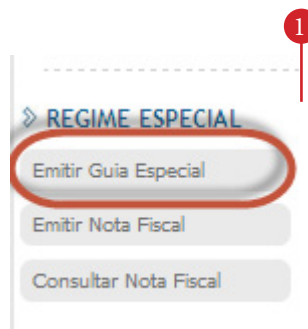 1
REGIME ESPECIAL
Emitir Guia Especial
Emitir Nota Fiscal
Consultar Nota Fiscal